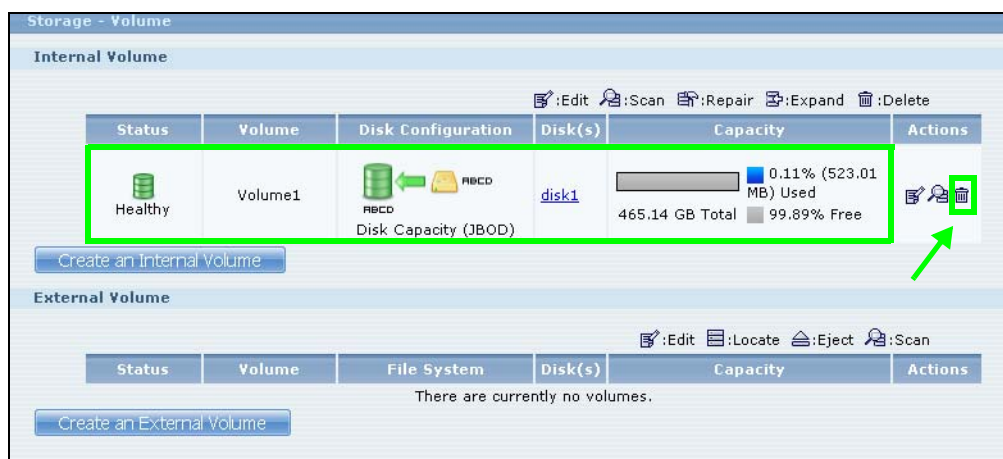 Storage - Volume
Internal Volume
:Edit :Scan :Repair :Expand :Delete
Status Volume Disk Configuration Disk(s) Capacity Actions
Healthy
Volume1
ABCD
ABCD
Disk Capacity (JBOD)
disk1
465.14 GB Total
0.11% (523.01
MB) Used
99.89% Free
Create an Internal Volume
External Volume
:Edit :Locate :Eject :Scan
Status Volume File System Disk(s) Capacity Actions
There are currently no volumes.
Create an External Volume